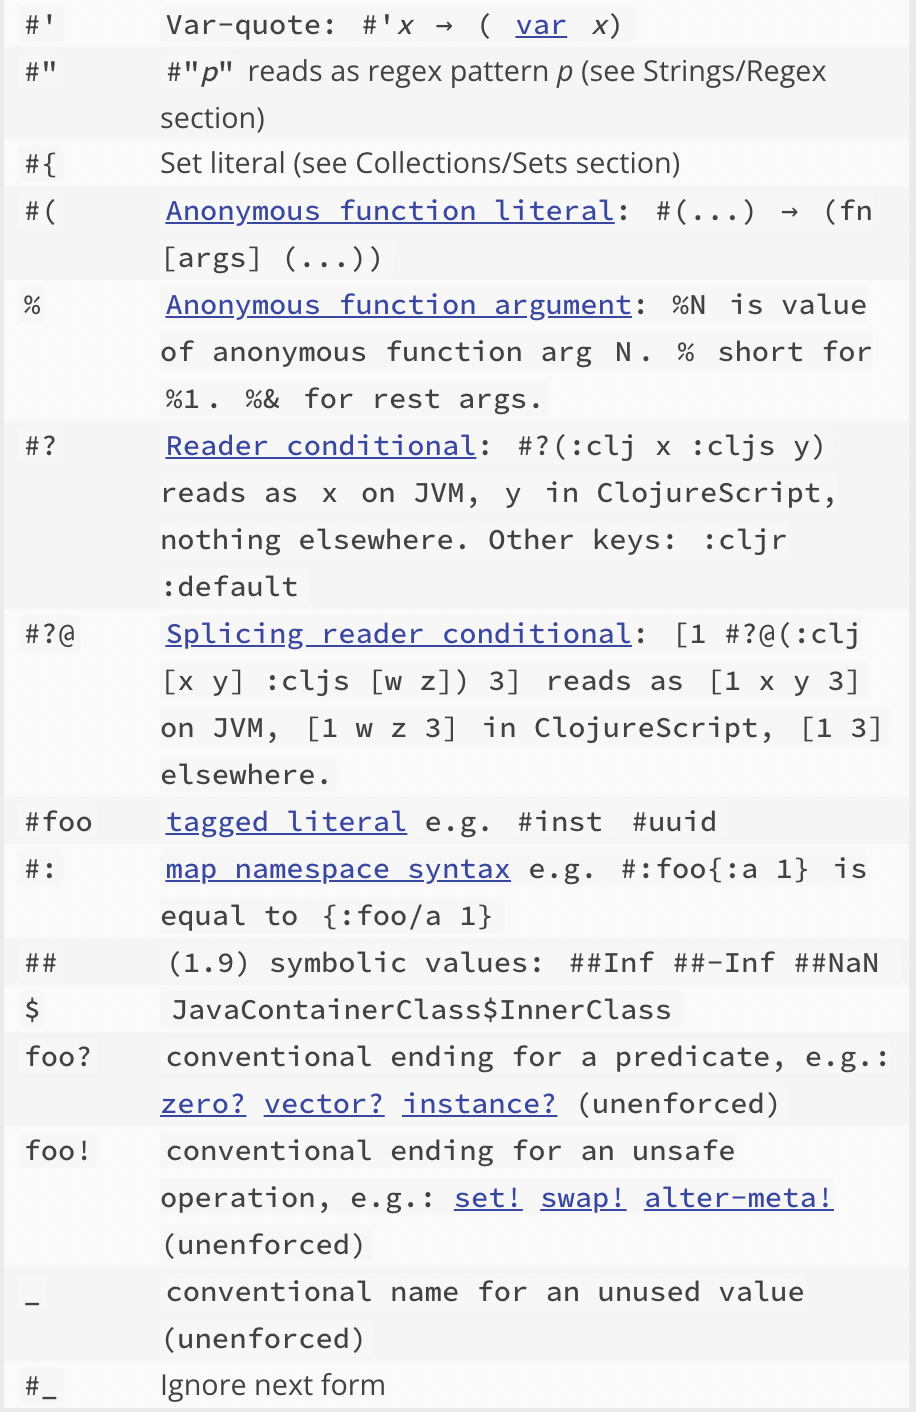 #' Var-quote: #'x → ( var x)
#" #"p" reads as regex pattern p (see Strings/Regex
section)
#{ Set literal (see Collections/Sets section)
#( Anonymous function literal: #(...) → (fn
[args] (...))
% Anonymous function argument: %N is value
of anonymous function arg N. % short for
%1. %& for rest args.
#? Reader conditional: #?(:clj x :cljs y)
reads as x on JVM, y in ClojureScript,
nothing elsewhere. Other keys: :cljr
:default
#?@ Splicing reader conditional: [1 #?@(:clj
[x y] :cljs [w z]) 3] reads as [1 x y 3]
on JVM, [1 w z 3] in ClojureScript, [1 3]
elsewhere.
#foo tagged literal e.g. #inst #uuid
#: map namespace syntax e.g. #:foo{:a 1} is
equal to {:foo/a 1}
## (1.9) symbolic values: ##Inf ##-Inf ##NaN
$ JavaContainerClass$InnerClass
foo? conventional ending for a predicate, e.g.:
zero? vector? instance? (unenforced)
foo! conventional ending for an unsafe
operation, e.g.: set! swap! alter-meta!
(unenforced)
_ conventional name for an unused value
(unenforced)
#_ Ignore next form